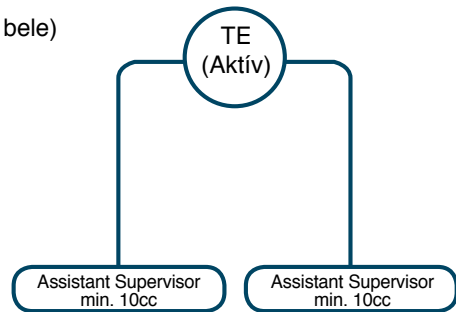 bele)
TE
(Aktív)
Assistant Supervisor
min. 10cc
Assistant Supervisor
min. 10cc